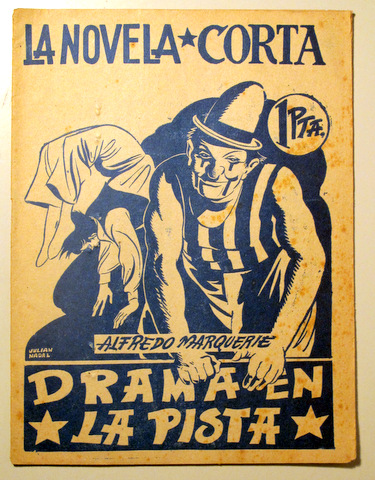 LA NOVELA ★ CORTA
1 PTA.
JULIAN
NADAL
ALFREDO MARQUERIE
DRAMA EN
★ LA PISTA ★